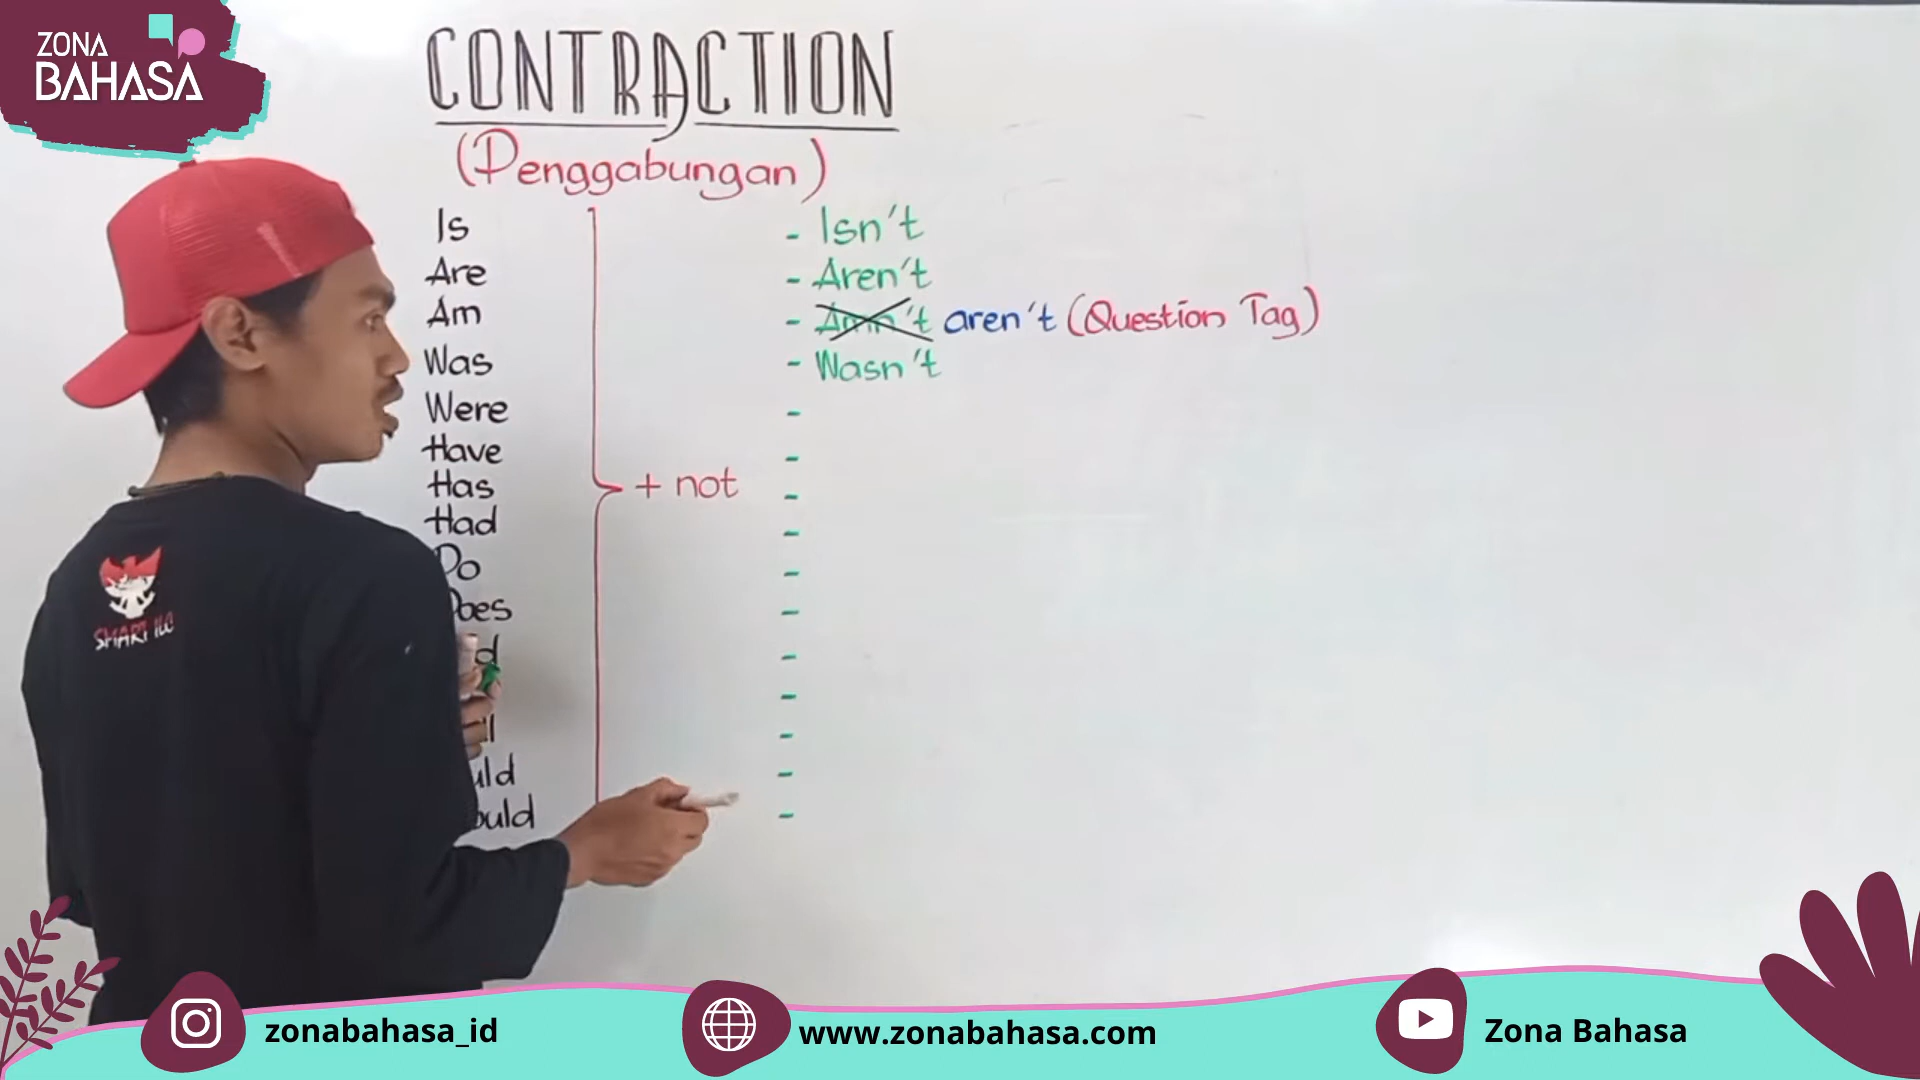 ZONA
BAHASA
CONTRACTION
(Penggabungan)
Is
- Isn't
Are
- Aren't
Am
- Amn't aren't (Question Tag)
Was
- Wasn't
Were
-
Have
-
Has
+ not
-
Had
-
Do
-
Does
-
-
-
-
-
-
SMART ILC
zonabahasa_id
www.zonabahasa.com
Zona Bahasa